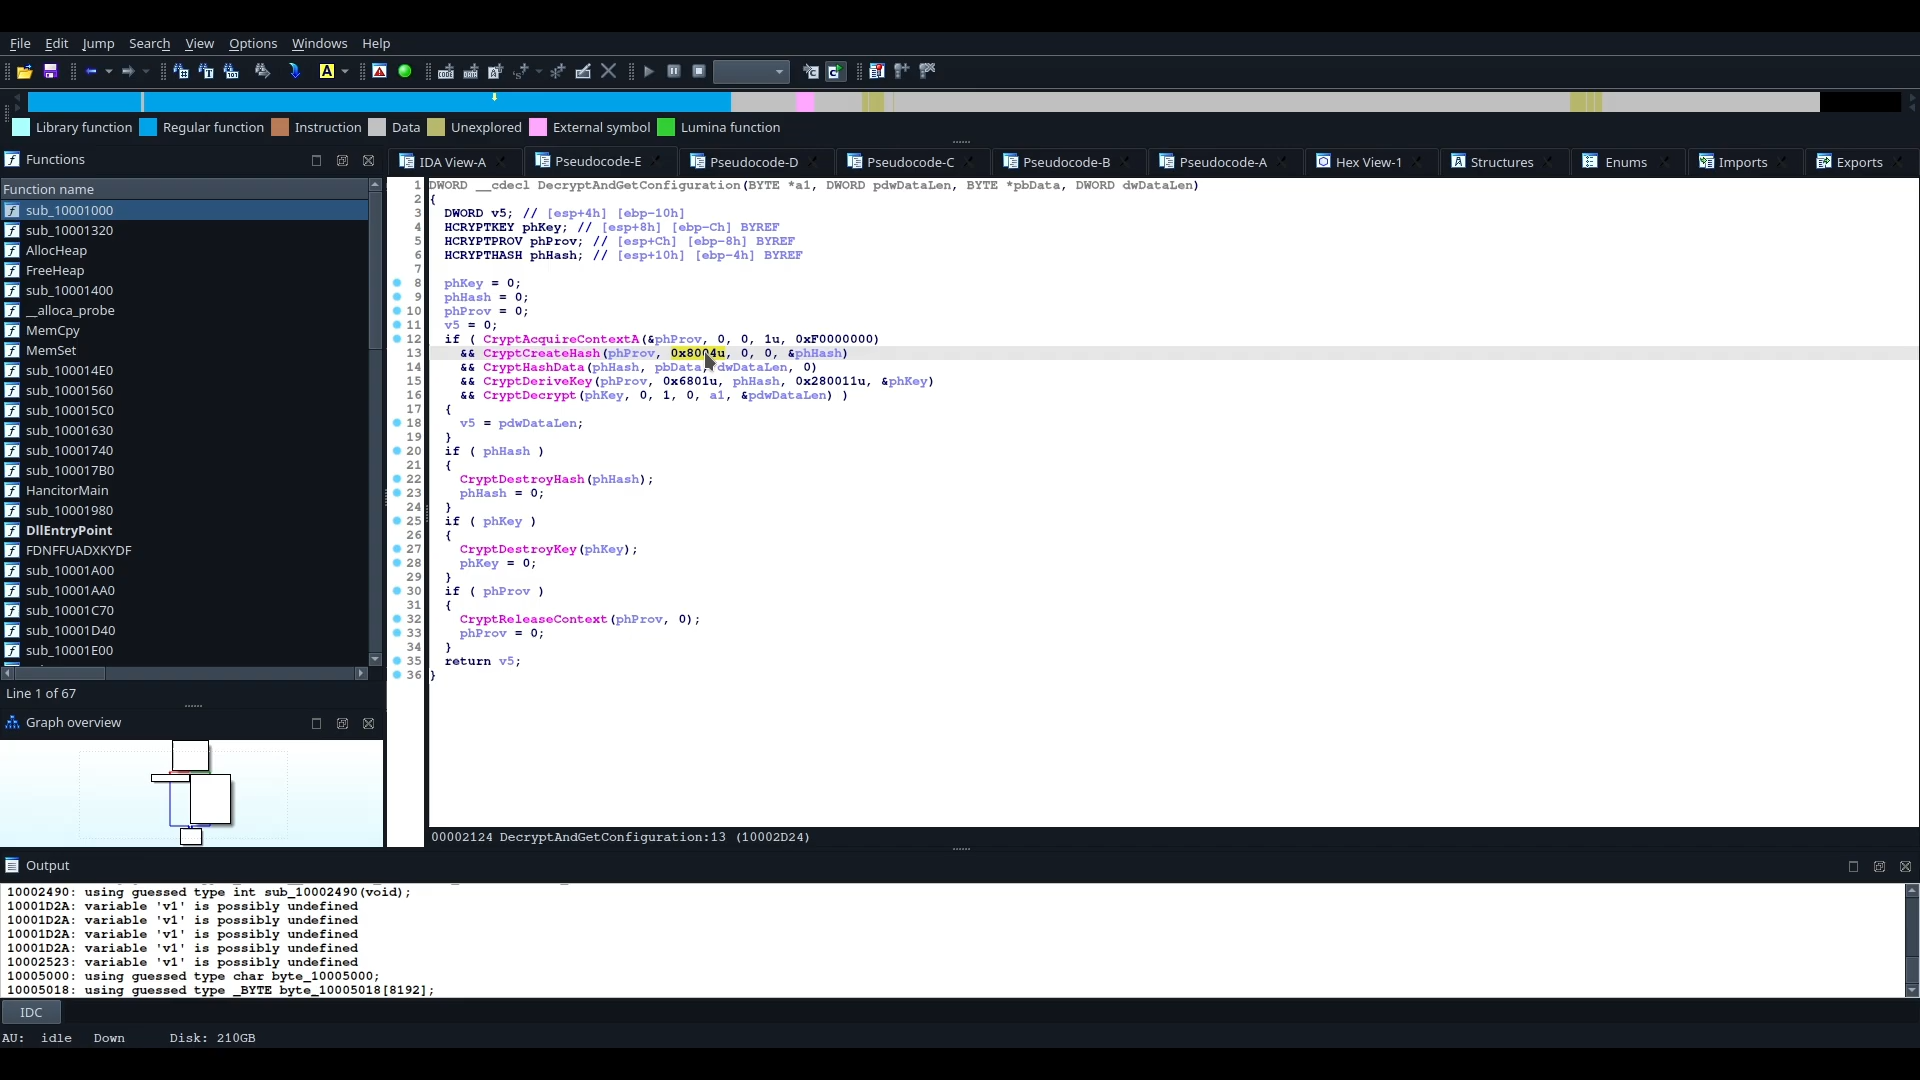 File Edit Jump Search View Options Windows Help
Library function Regular function Instruction Data Unexplored External symbol Lumina function
Functions
IDA View-A Pseudocode-E Pseudocode-D Pseudocode-C Pseudocode-B Pseudocode-A Hex View-1 Structures Enums Imports Exports
Function name
sub_10001000
sub_10001320
AllocHeap
FreeHeap
sub_10001400
__alloca_probe
MemCpy
MemSet
sub_100014E0
sub_10001560
sub_100015C0
sub_10001630
sub_10001740
sub_100017B0
HancitorMain
sub_10001980
DllEntryPoint
FDNFFUADXKYDF
sub_10001A00
sub_10001AA0
sub_10001C70
sub_10001D40
sub_10001E00
Line 1 of 67
Graph overview
1 DWORD __cdecl DecryptAndGetConfiguration(BYTE *a1, DWORD pdwDataLen, BYTE *pbData, DWORD dwDataLen)
2 {
3 DWORD v5; // [esp+4h] [ebp-10h]
4 HCRYPTKEY phKey; // [esp+8h] [ebp-Ch] BYREF
5 HCRYPTPROV phProv; // [esp+Ch] [ebp-8h] BYREF
6 HCRYPTHASH phHash; // [esp+10h] [ebp-4h] BYREF
7
8 phKey = 0;
9 phHash = 0;
10 phProv = 0;
11 v5 = 0;
12 if ( CryptAcquireContextA(&phProv, 0, 0, 1u, 0xF0000000)
13 && CryptCreateHash(phProv, 0x8004u, 0, 0, &phHash)
14 && CryptHashData(phHash, pbData, dwDataLen, 0)
15 && CryptDeriveKey(phProv, 0x6801u, phHash, 0x280011u, &phKey)
16 && CryptDecrypt(phKey, 0, 1, 0, a1, &pdwDataLen) )
17 {
18 v5 = pdwDataLen;
19 }
20 if ( phHash )
21 {
22 CryptDestroyHash(phHash);
23 phHash = 0;
24 }
25 if ( phKey )
26 {
27 CryptDestroyKey(phKey);
28 phKey = 0;
29 }
30 if ( phProv )
31 {
32 CryptReleaseContext(phProv, 0);
33 phProv = 0;
34 }
35 return v5;
36 }
00002124 DecryptAndGetConfiguration:13 (10002D24)
Output
10002490: using guessed type int sub_10002490(void);
10001D2A: variable 'v1' is possibly undefined
10001D2A: variable 'v1' is possibly undefined
10001D2A: variable 'v1' is possibly undefined
10001D2A: variable 'v1' is possibly undefined
10002523: variable 'v1' is possibly undefined
10005000: using guessed type char byte_10005000;
10005018: using guessed type _BYTE byte_10005018[8192];
IDC
AU: idle Down Disk: 210GB